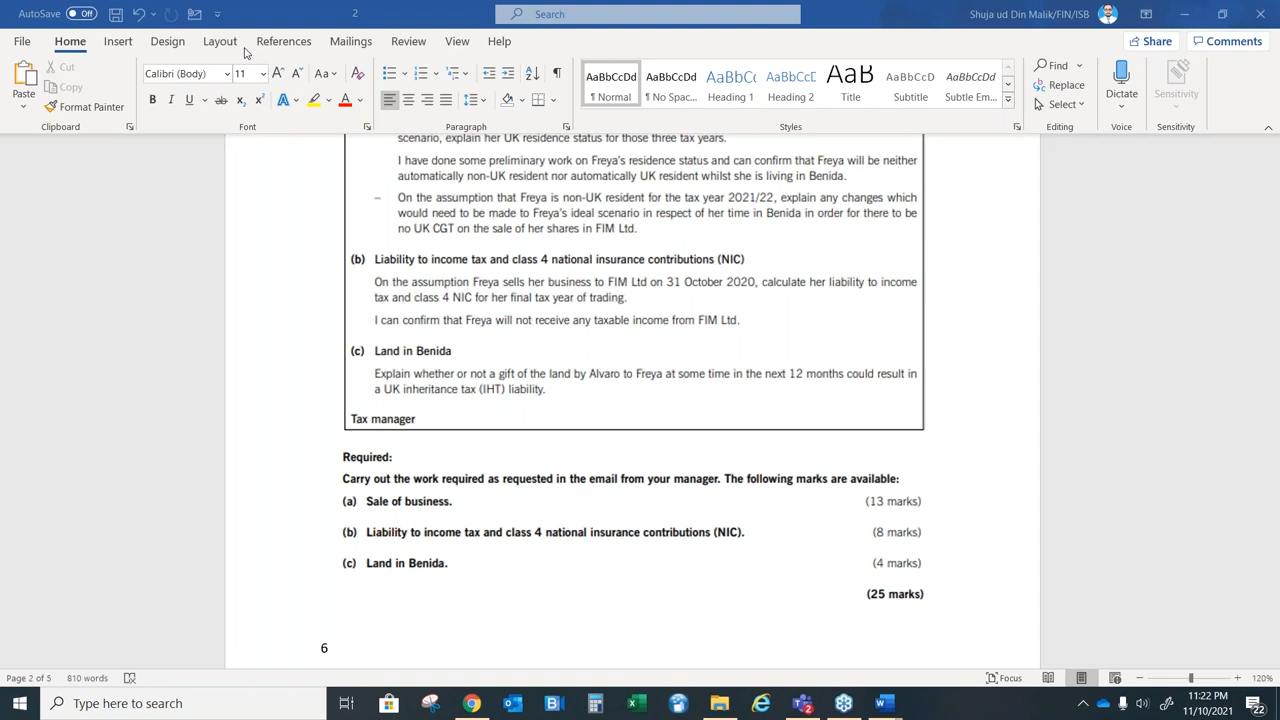 AutoSave Off 2 Search Shuja ud Din Malik/FIN/ISB
File Home Insert Design Layout References Mailings Review View Help Share Comments
Paste Cut Copy Format Painter
Calibri (Body) 11
AaBbCcDd AaBbCcDd AaBbCc AaBbCcD AaB AaBbCcD AaBbCcDd
¶ Normal ¶ No Spac... Heading 1 Heading 2 Title Subtitle Subtle Em...
Find Replace Select Dictate Sensitivity
Clipboard Font Paragraph Styles Editing Voice Sensitivity
scenario, explain her UK residence status for those three tax years.
I have done some preliminary work on Freya's residence status and can confirm that Freya will be neither
automatically non-UK resident nor automatically UK resident whilst she is living in Benida.
– On the assumption that Freya is non-UK resident for the tax year 2021/22, explain any changes which
would need to be made to Freya's ideal scenario in respect of her time in Benida in order for there to be
no UK CGT on the sale of her shares in FIM Ltd.
(b) Liability to income tax and class 4 national insurance contributions (NIC)
On the assumption Freya sells her business to FIM Ltd on 31 October 2020, calculate her liability to income
tax and class 4 NIC for her final tax year of trading.
I can confirm that Freya will not receive any taxable income from FIM Ltd.
(c) Land in Benida
Explain whether or not a gift of the land by Alvaro to Freya at some time in the next 12 months could result in
a UK inheritance tax (IHT) liability.
Tax manager
Required:
Carry out the work required as requested in the email from your manager. The following marks are available:
(a) Sale of business. (13 marks)
(b) Liability to income tax and class 4 national insurance contributions (NIC). (8 marks)
(c) Land in Benida. (4 marks)
(25 marks)
6
Page 2 of 5 810 words Focus 120%
Type here to search 11:22 PM
11/10/2021 22